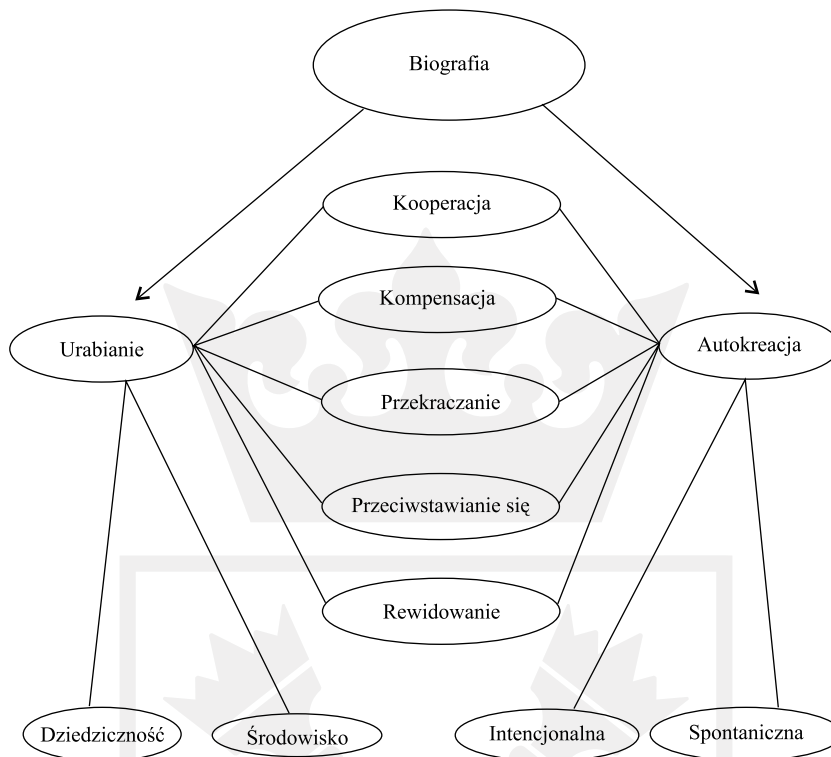 Biografia
Kooperacja
Kompensacja
Urabianie
Autokreacja
Przekraczanie
Przeciwstawianie się
Rewidowanie
Dziedziczność
Środowisko
Intencjonalna
Spontaniczna